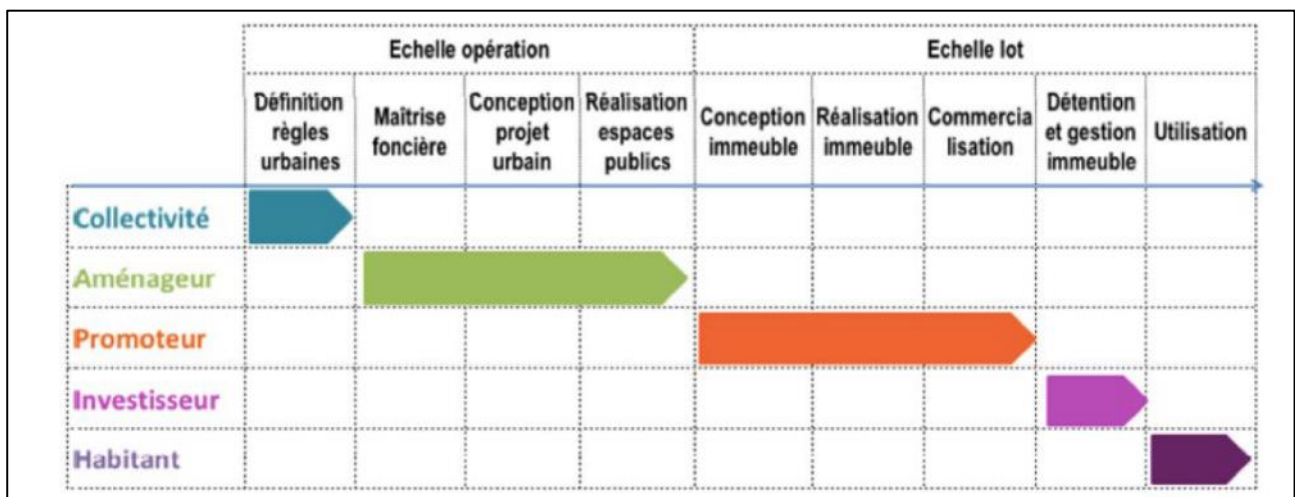 Echelle opération
Echelle lot
Définition
règles
urbaines
Maîtrise
foncière
Conception
projet
urbain
Réalisation
espaces
publics
Conception
immeuble
Réalisation
immeuble
Commercia
lisation
Détention
et gestion
immeuble
Utilisation
Collectivité
Aménageur
Promoteur
Investisseur
Habitant